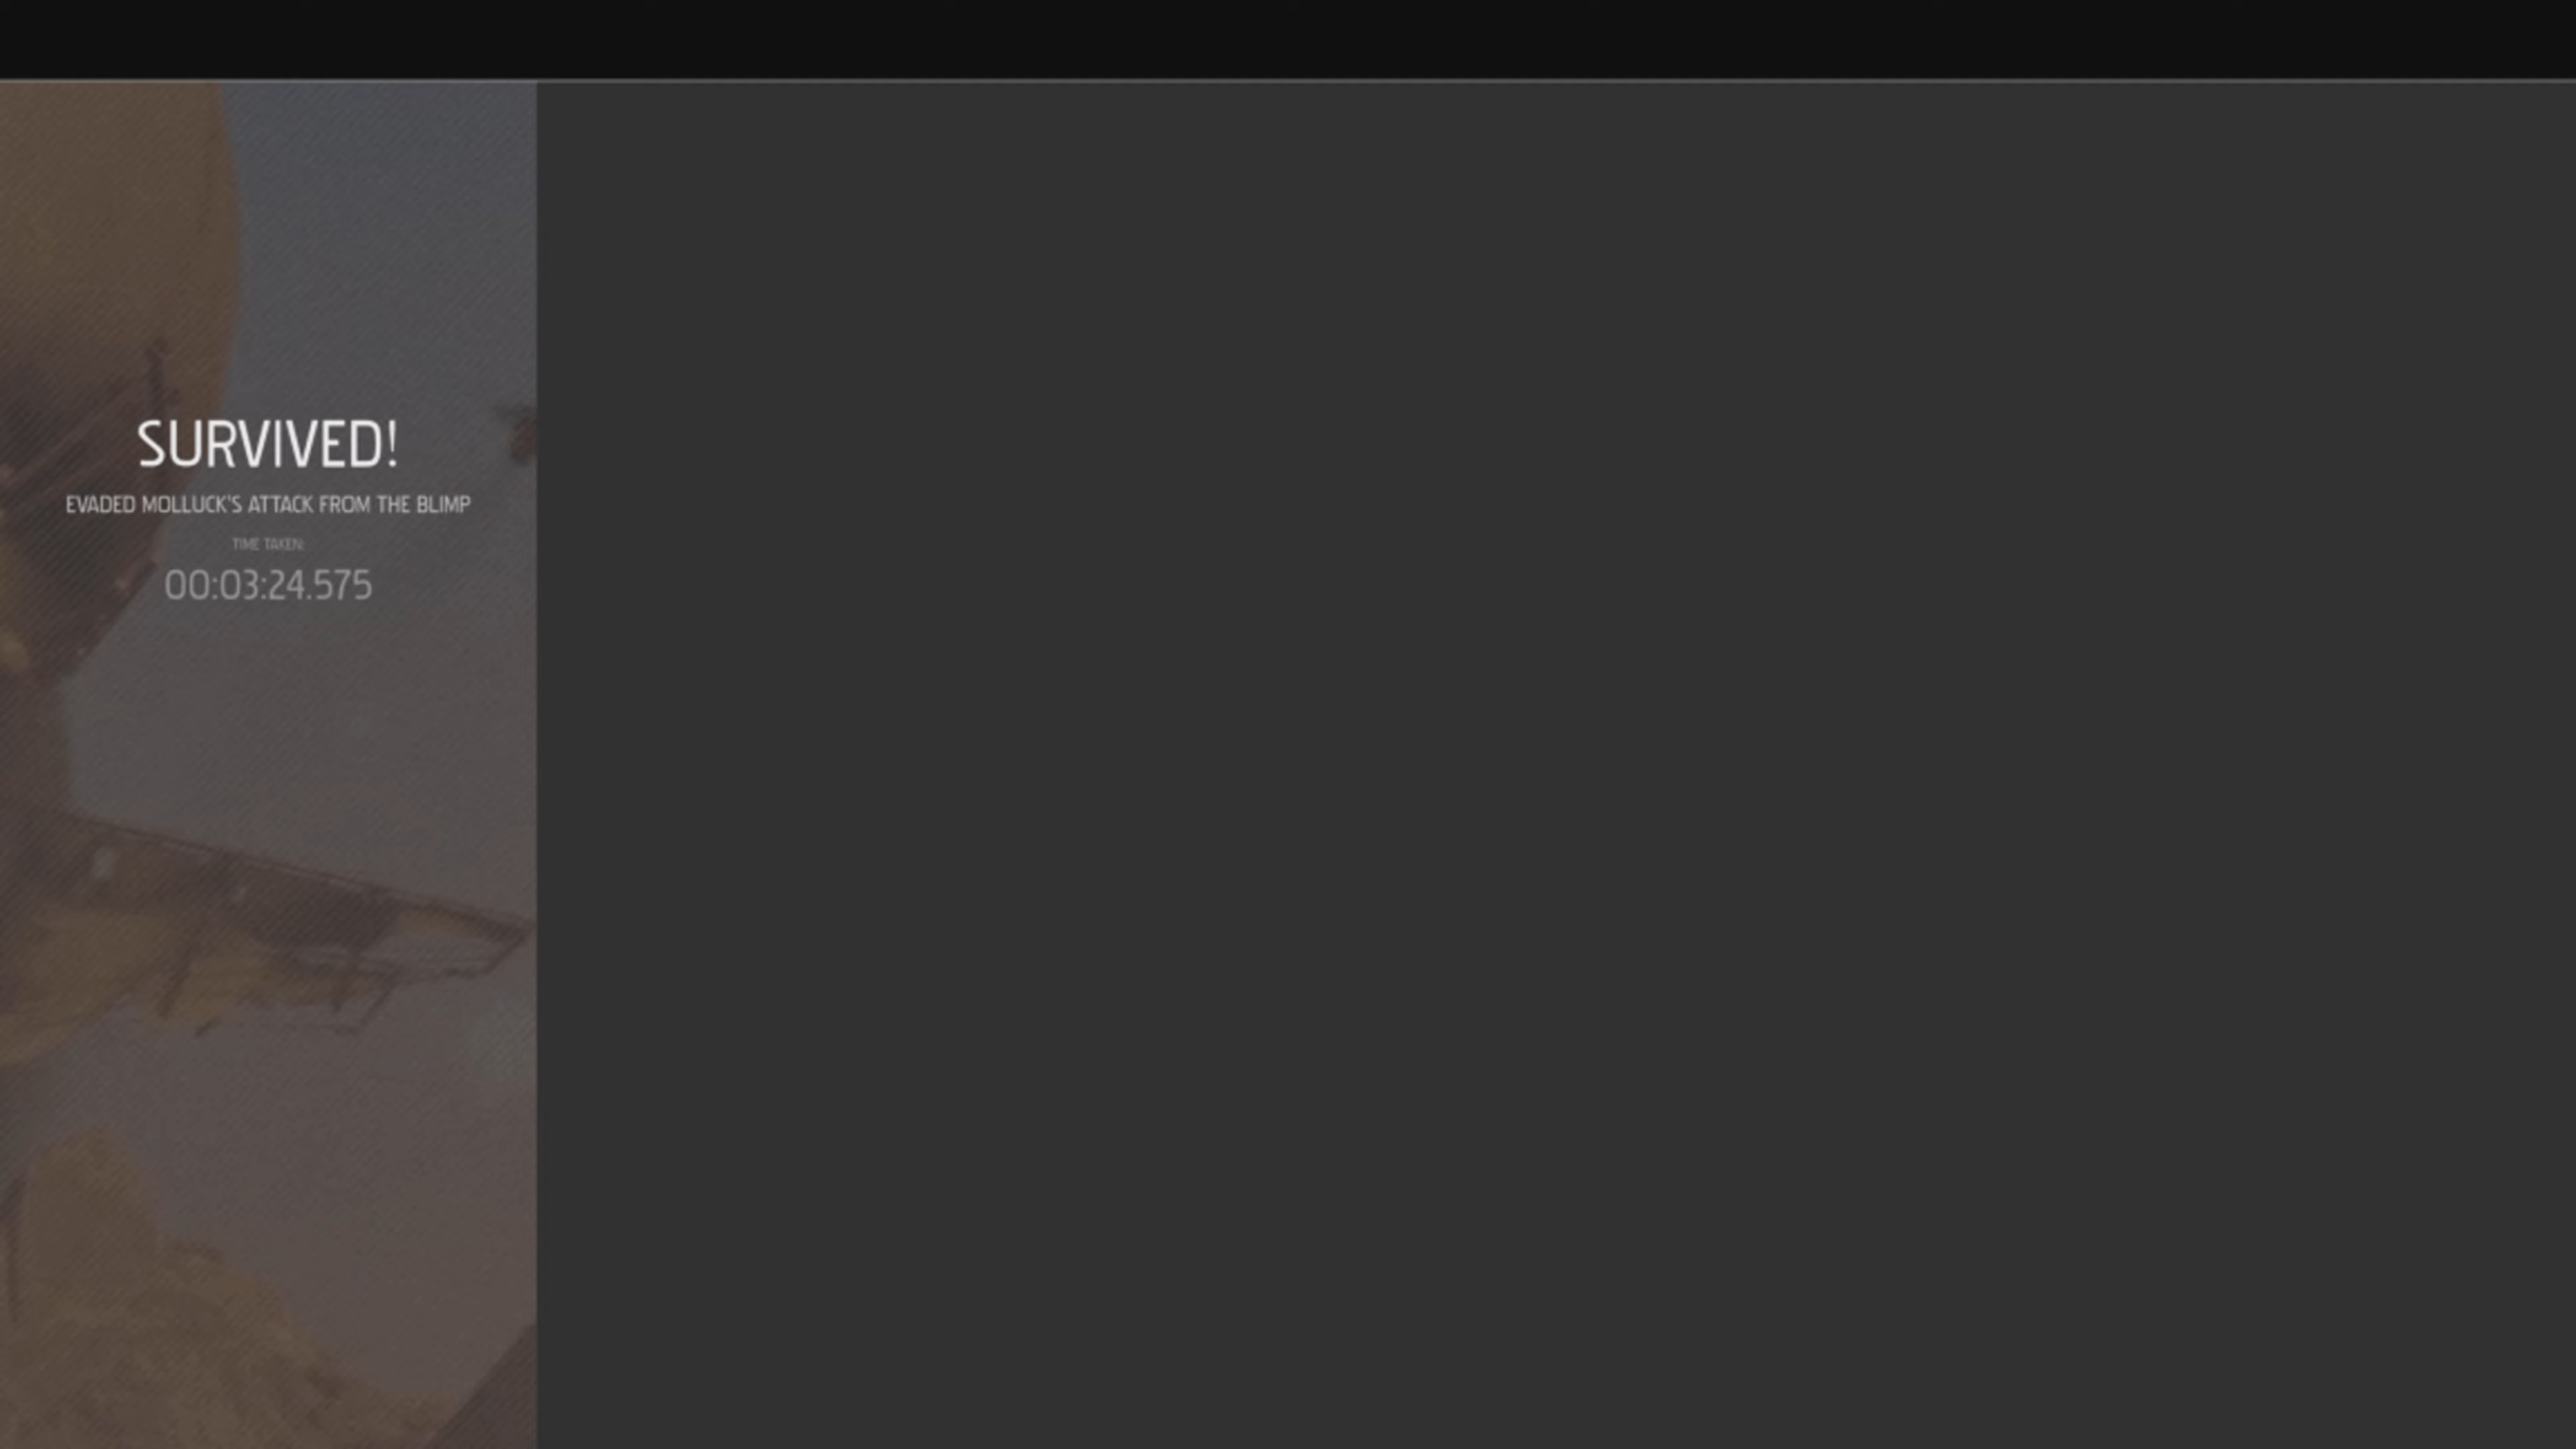 SURVIVED!
EVADED MOLLUCK'S ATTACK FROM THE BLIMP
TIME TAKEN:
00:03:24.575